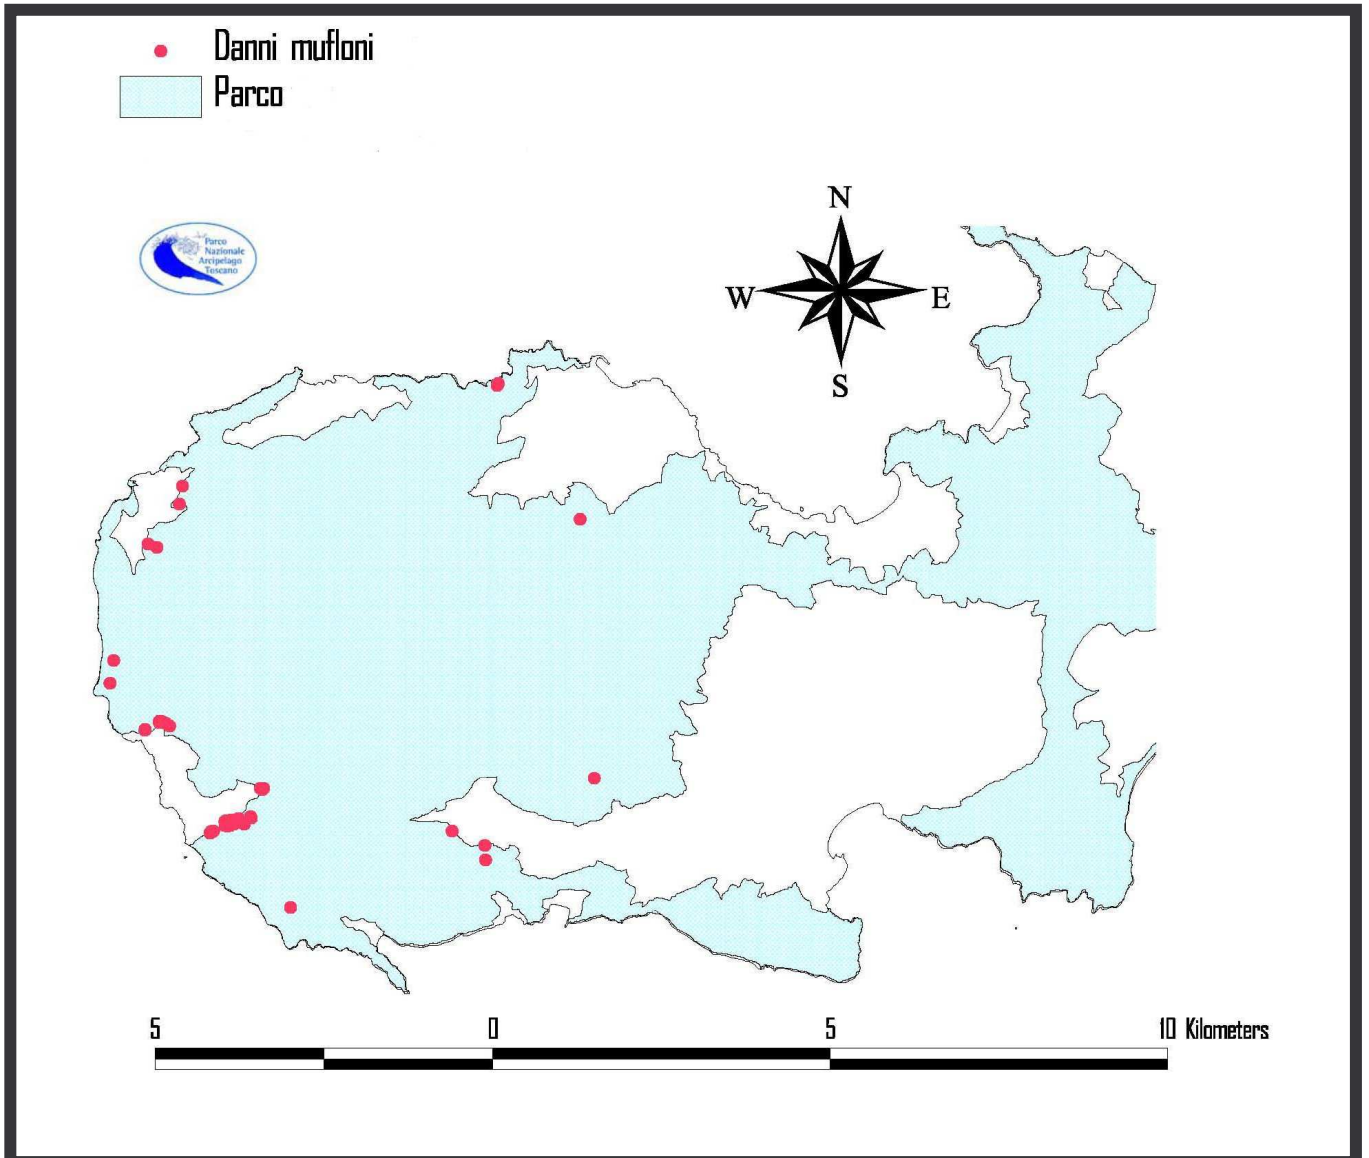 Danni mufloni
Parco
Parco
Nazionale
Arcipelago
Toscano
N
W E
S
5 0 5 10 Kilometers